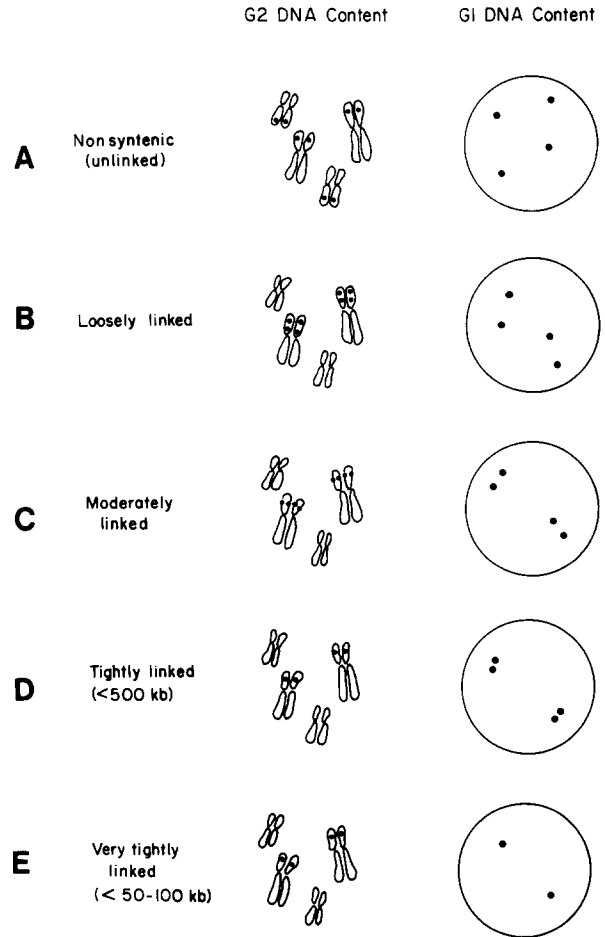 G2 DNA Content
G1 DNA Content
A
Non syntenic
(unlinked)
B
Loosely linked
C
Moderately
linked
D
Tightly linked
(<500 kb)
E
Very tightly
linked
(< 50-100 kb)